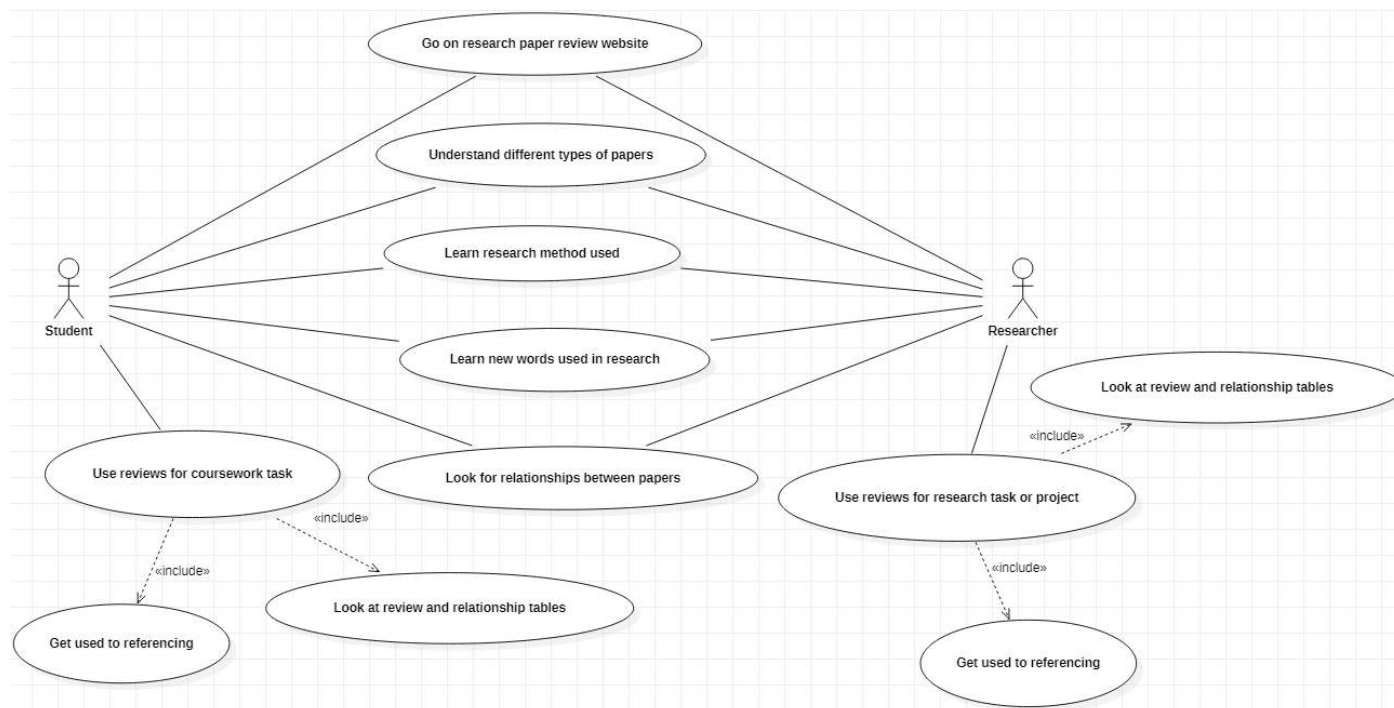 Go on research paper review website
Understand different types of papers
Learn research method used
Student
Researcher
Learn new words used in research
Look at review and relationship tables
«include»
Use reviews for coursework task
Look for relationships between papers
Use reviews for research task or project
«include»
«include»
«include»
Look at review and relationship tables
Get used to referencing
Get used to referencing